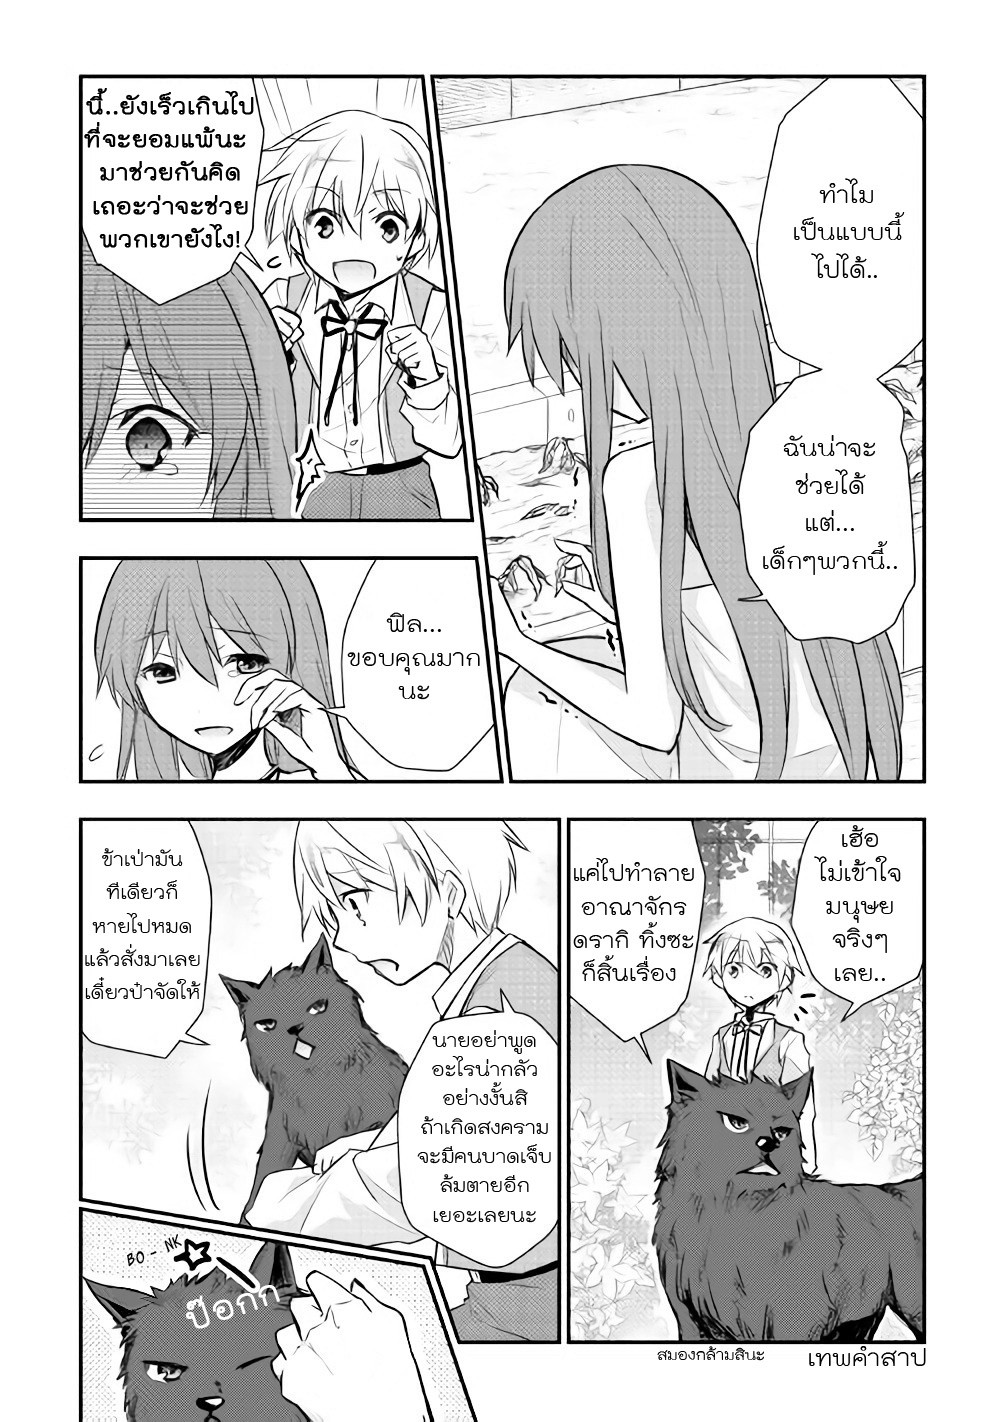 ทำไม
เป็นแบบนี้
ไปได้..
ฉันน่าจะ
ช่วยได้
แต่...
เด็กๆพวกนี้..
นี้..ยังเร็วเกินไป
ที่จะยอมแพ้นะ
มาช่วยกันคิด
เถอะว่าจะช่วย
พวกเขายังไง!
ฟิล...
ขอบคุณมาก
นะ
เฮ้อ
ไม่เข้าใจ
มนุษย
จริงๆ
เลย..
แค่ไปทำลาย
อาณาจักร
ดรากิ ทิ้งซะ
ก็สิ้นเรื่อง
สมองกล้ามสินะ
เทพคำสาป
ข้าเป่ามัน
ทีเดียวก็
หายไปหมด
แล้วสั่งมาเลย
เดี๋ยวป๋าจัดให้
นายอย่าพูด
อะไรน่ากลัว
อย่างงั้นสิ
ถ้าเกิดสงคราม
จะมีคนบาดเจ็บ
ล้มตายอีก
เยอะเลยนะ
BO - NK
ป๊อกก